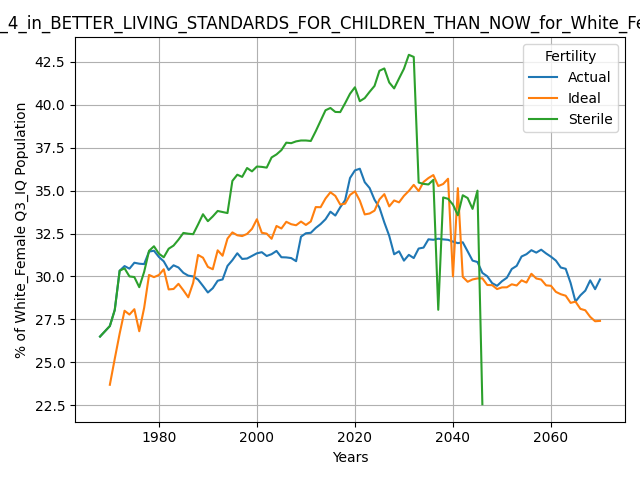 _4_in_BETTER_LIVING_STANDARDS_FOR_CHILDREN_THAN_NOW_for_White_Fe
% of White_Female Q3_IQ Population
42.5
40.0
37.5
35.0
32.5
30.0
27.5
25.0
22.5
Fertility
Actual
Ideal
Sterile
1980
2000
2020
2040
2060
Years